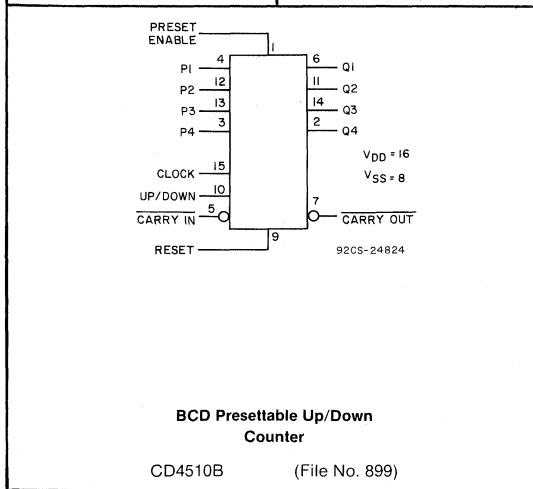 PRESET
ENABLE
1
P1 4 6 Q1
P2 12 11 Q2
P3 13 14 Q3
P4 3 2 Q4
VDD = 16
CLOCK 15
VSS = 8
UP/DOWN 10
CARRY IN 5 7 CARRY OUT
9
RESET 92CS-24824
BCD Presettable Up/Down
Counter
CD4510B (File No. 899)